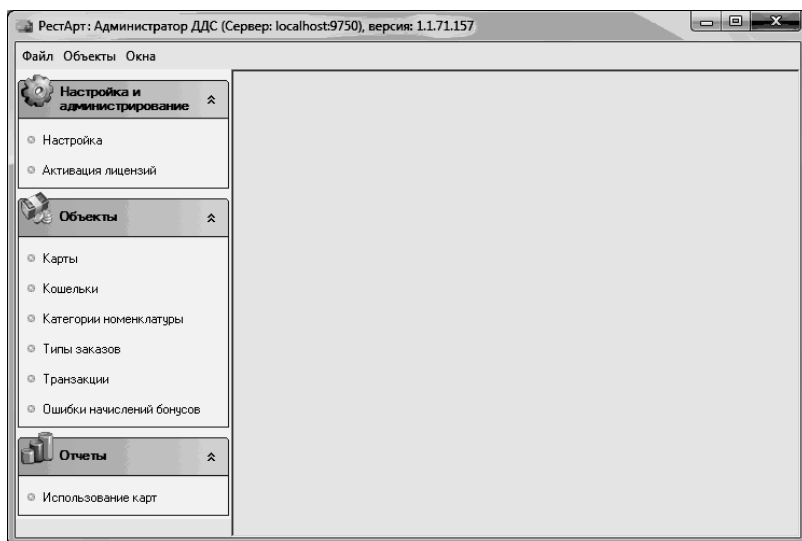 РестАрт: Администратор ДДС (Сервер: localhost:9750), версия: 1.1.71.157
Файл Объекты Окна
Настройка и
администрирование
Настройка
Активация лицензий
Объекты
Карты
Кошельки
Категории номенклатуры
Типы заказов
Транзакции
Ошибки начислений бонусов
Отчеты
Использование карт